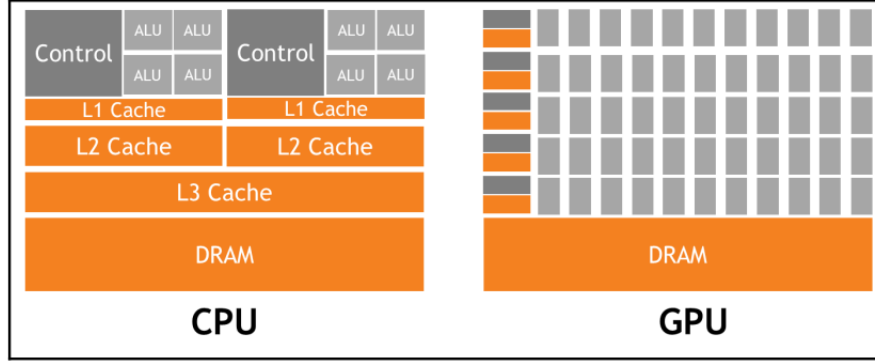 ALU ALU
Control
ALU ALU
L1 Cache
L2 Cache
ALU ALU
Control
ALU ALU
L1 Cache
L2 Cache
L3 Cache
DRAM
CPU
DRAM
GPU